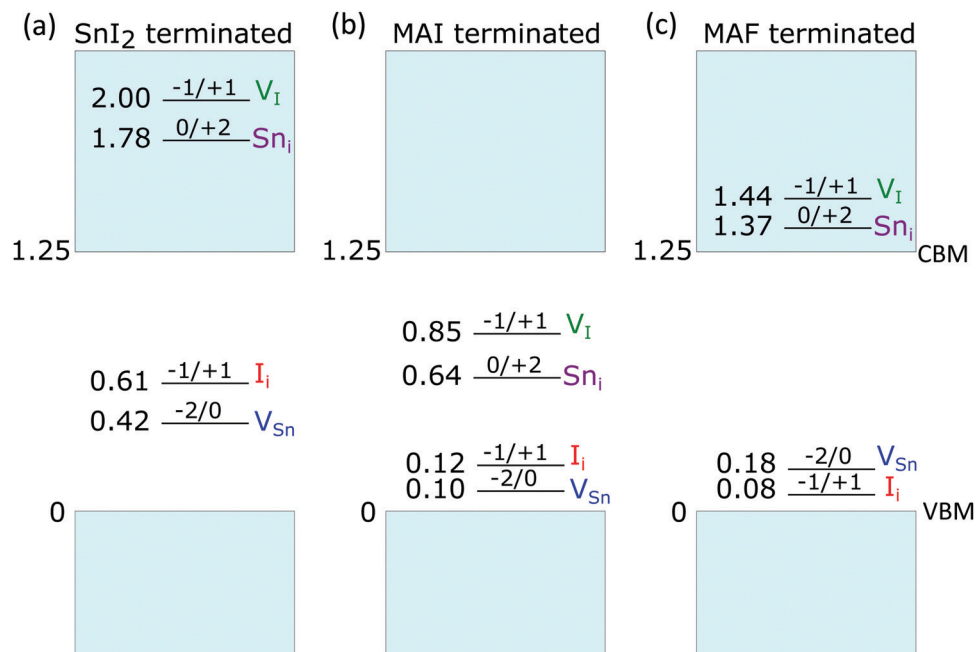 (a) SnI2 terminated
2.00 -1/+1 VI
1.78 0/+2 Sni
1.25
0.61 -1/+1 Ii
0.42 -2/0 VSn
0
(b) MAI terminated
0.85 -1/+1 VI
0.64 0/+2 Sni
0.12 -1/+1 Ii
0.10 -2/0 VSn
1.25
0
(c) MAF terminated
1.44 -1/+1 VI
1.37 0/+2 Sni
1.25 CBM
0.18 -2/0 VSn
0.08 -1/+1 Ii
0 VBM